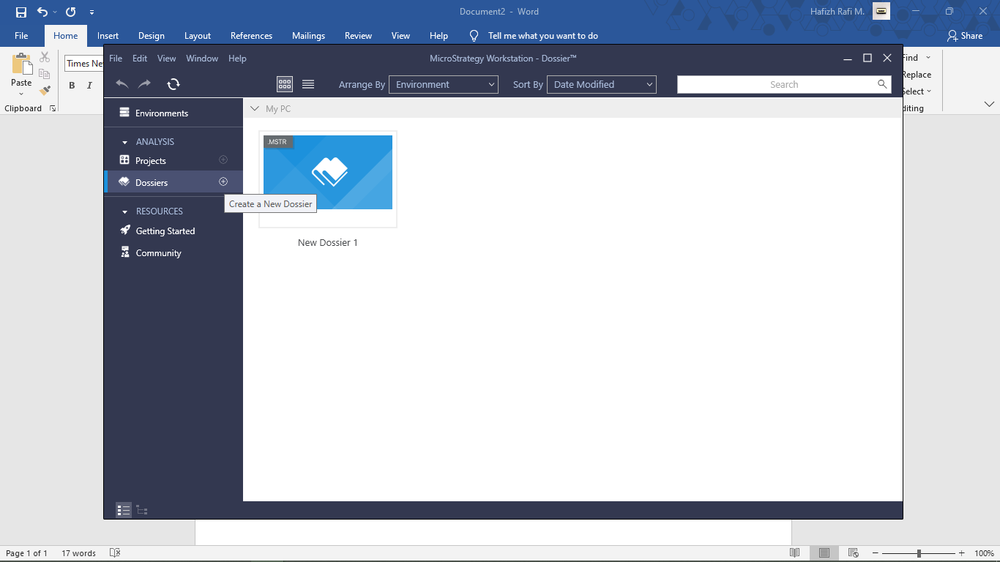 Document2 - Word
Hafizh Rafi M.
File Home Insert Design Layout References Mailings Review View Help Tell me what you want to do Share
Paste
Clipboard
Times Ne
B I
File Edit View Window Help
MicroStrategy Workstation - Dossier™
Arrange By Environment Sort By Date Modified Search
Find
Replace
Select
diting
Environments
ANALYSIS
Projects
Dossiers
Create a New Dossier
RESOURCES
Getting Started
Community
My PC
.MSTR
New Dossier 1
Page 1 of 1 17 words 100%